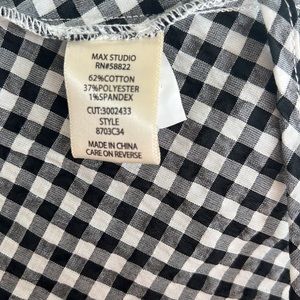 MAX STUDIO
RN#58822
62%COTTON
37%POLYESTER
1%SPANDEX
CUT:3002433
STYLE
8703C34
MADE IN CHINA
CARE ON REVERSE